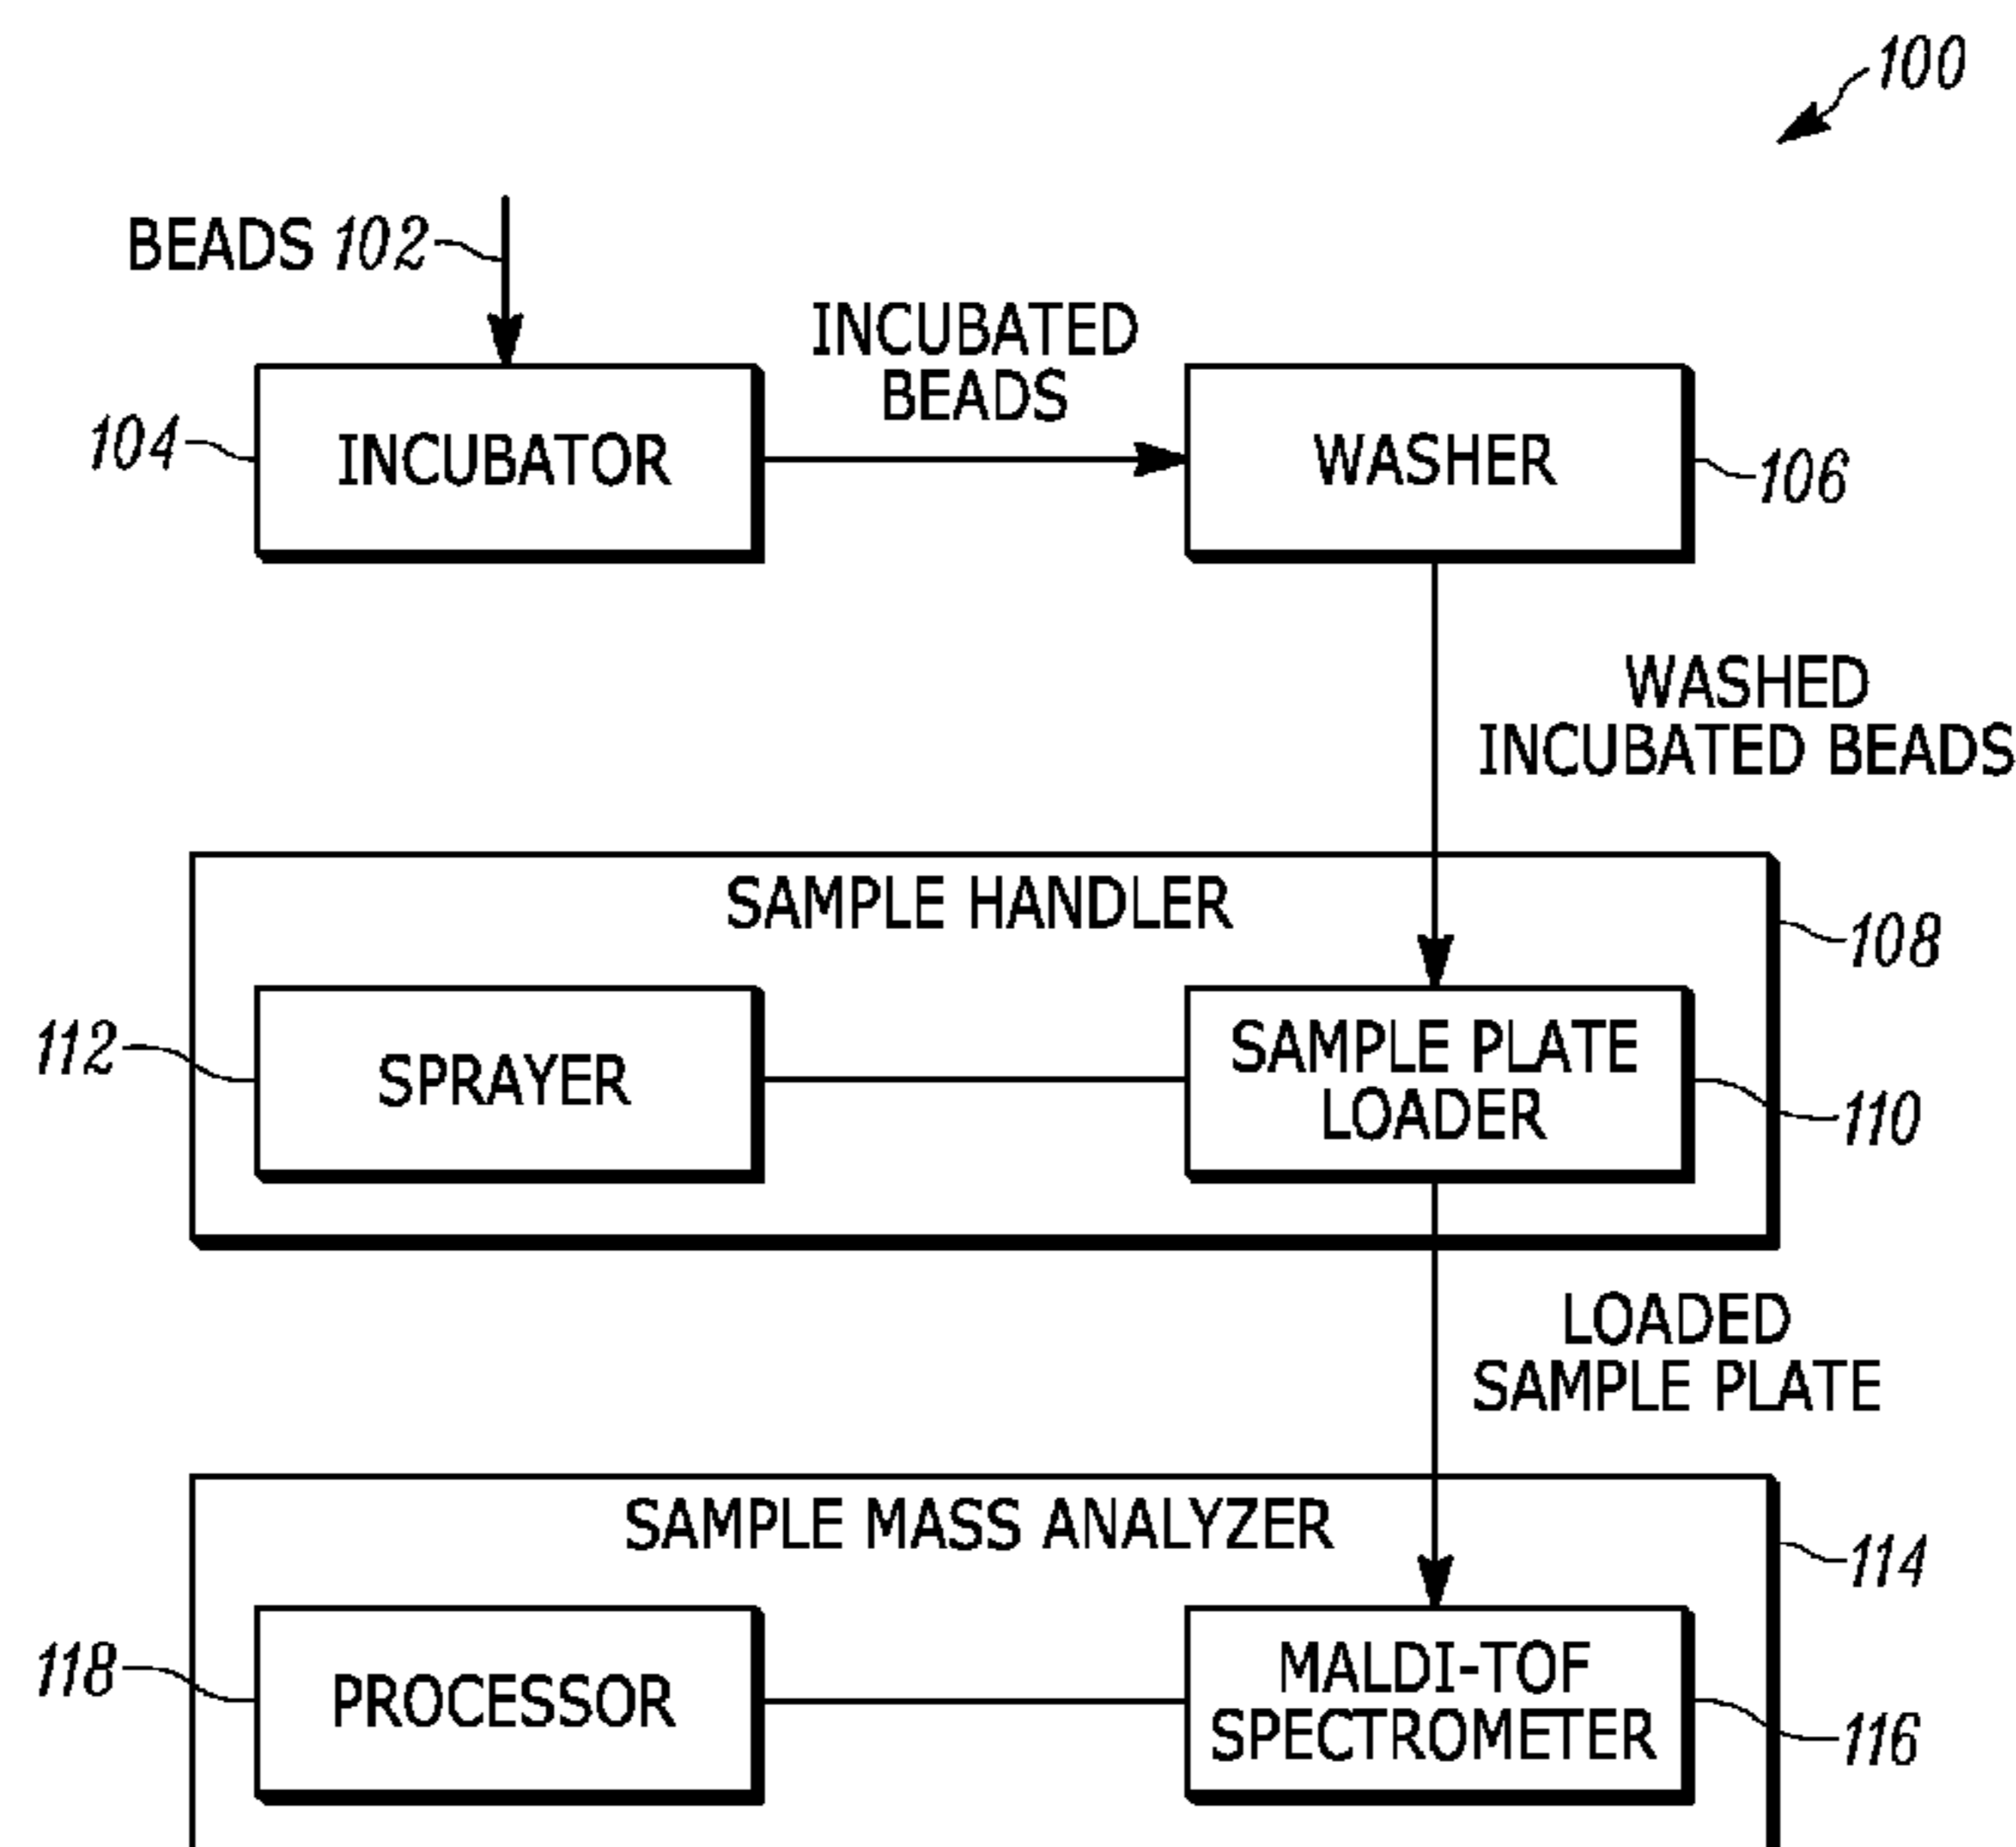 100
BEADS 102
INCUBATED
BEADS
104
INCUBATOR
WASHER
106
WASHED
INCUBATED BEADS
SAMPLE HANDLER
108
112
SPRAYER
SAMPLE PLATE
LOADER
110
LOADED
SAMPLE PLATE
SAMPLE MASS ANALYZER
114
118
PROCESSOR
MALDI-TOF
SPECTROMETER
116